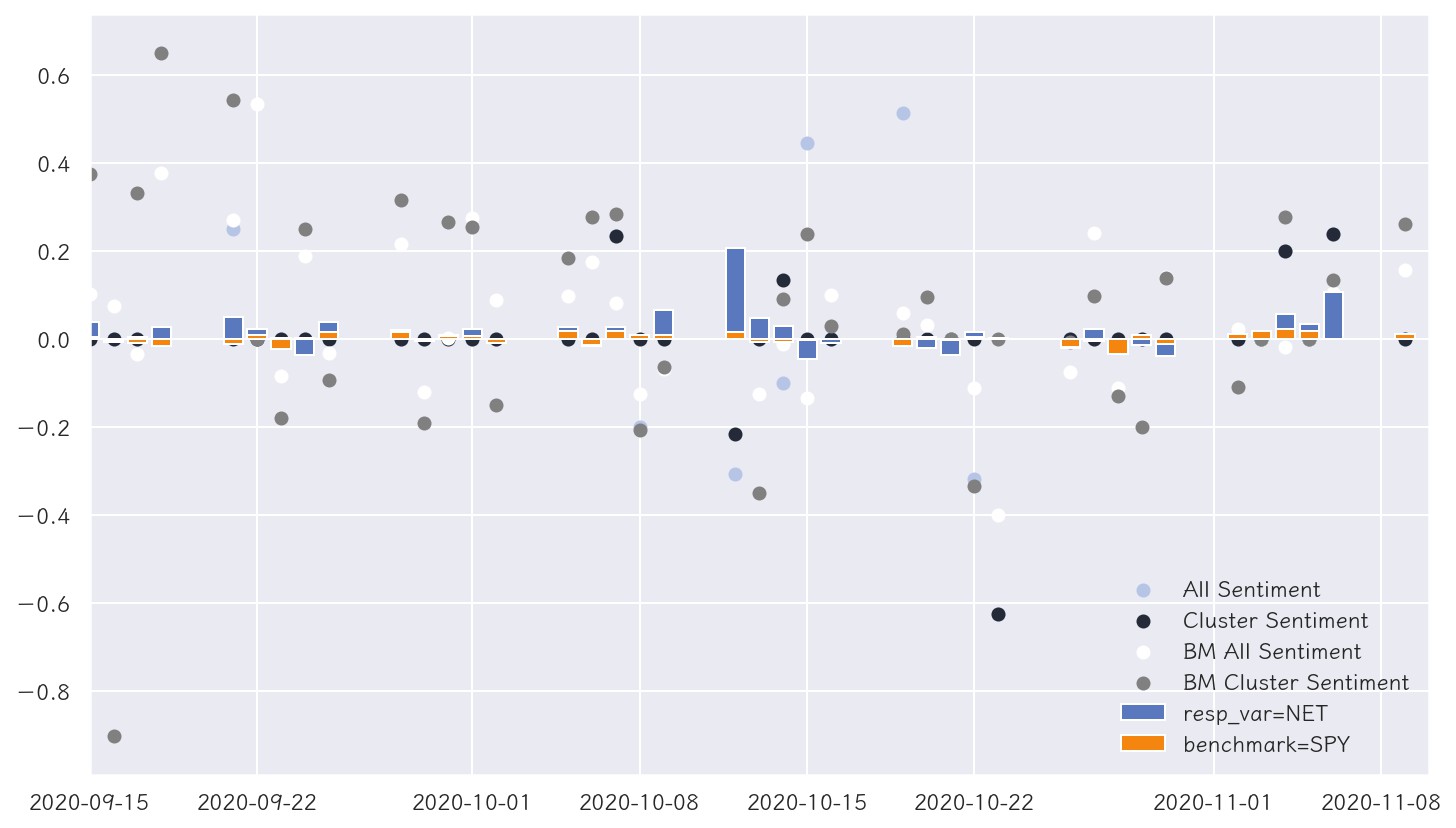 0.6
0.4
0.2
0.0
−0.2
−0.4
−0.6
−0.8
All Sentiment
Cluster Sentiment
BM All Sentiment
BM Cluster Sentiment
resp_var=NET
benchmark=SPY
2020-09-15 2020-09-22 2020-10-01 2020-10-08 2020-10-15 2020-10-22 2020-11-01 2020-11-08